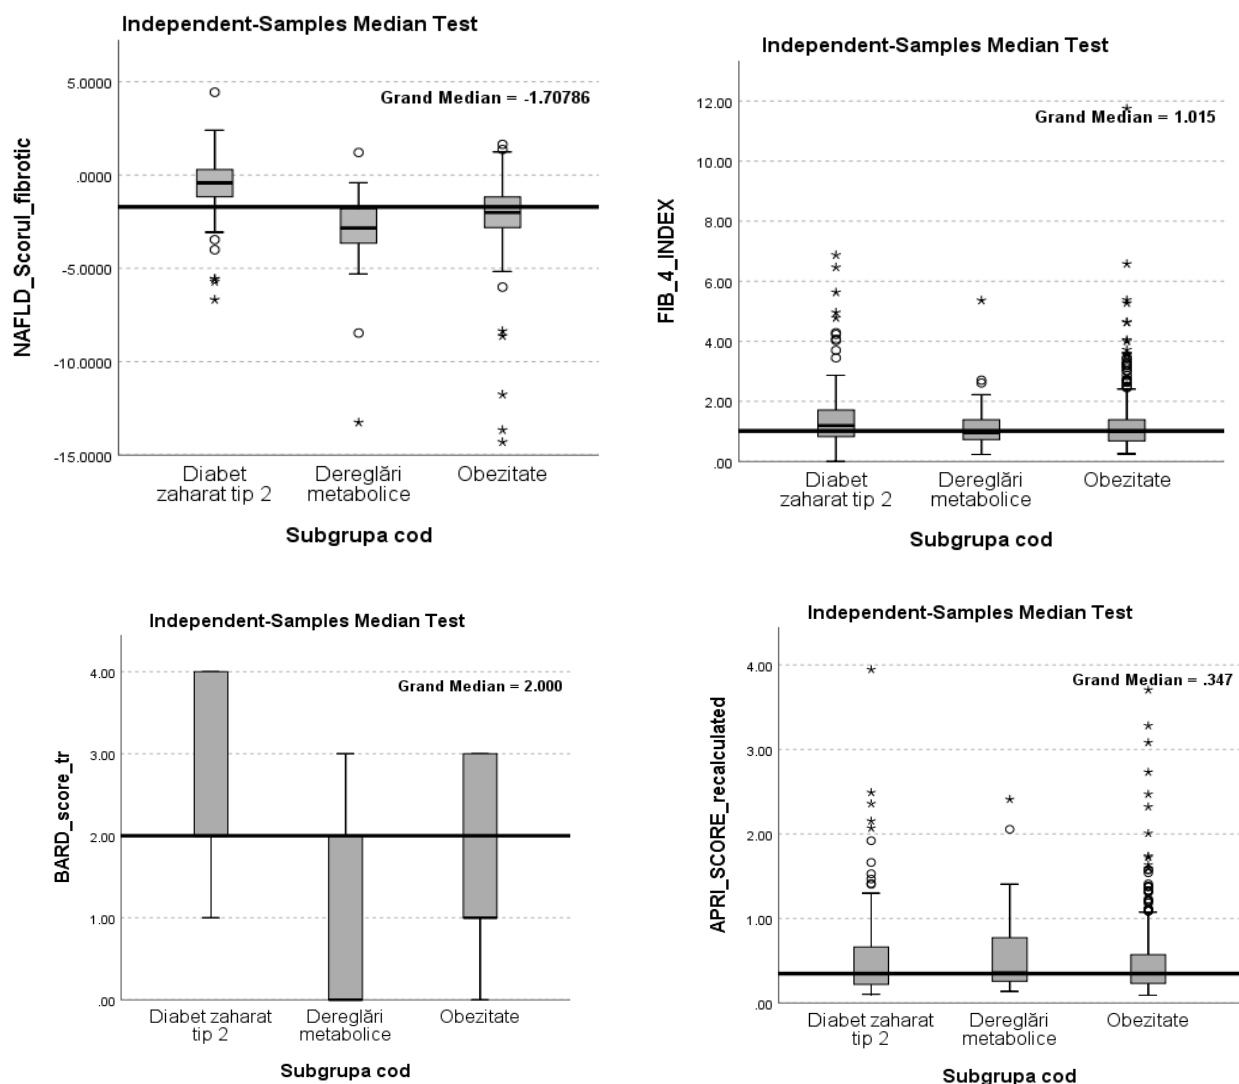 Independent-Samples Median Test
Grand Median = -1.70786
NAFLD_Scorul_fibrotic
5.0000
.0000
-5.0000
-10.0000
-15.0000
Diabet
zaharat tip 2
Dereglări
metabolice
Obezitate
Subgrupa cod
Independent-Samples Median Test
Grand Median = 1.015
FIB_4_INDEX
12.00
10.00
8.00
6.00
4.00
2.00
.00
Diabet
zaharat tip 2
Dereglări
metabolice
Obezitate
Subgrupa cod
Independent-Samples Median Test
Grand Median = 2.000
BARD_score_tr
4.00
3.00
2.00
1.00
.00
Diabet zaharat
tip 2
Dereglări
metabolice
Obezitate
Subgrupa cod
Independent-Samples Median Test
Grand Median = .347
APRI_SCORE_recalculated
4.00
3.00
2.00
1.00
.00
Diabet zaharat
tip 2
Dereglări
metabolice
Obezitate
Subgrupa cod